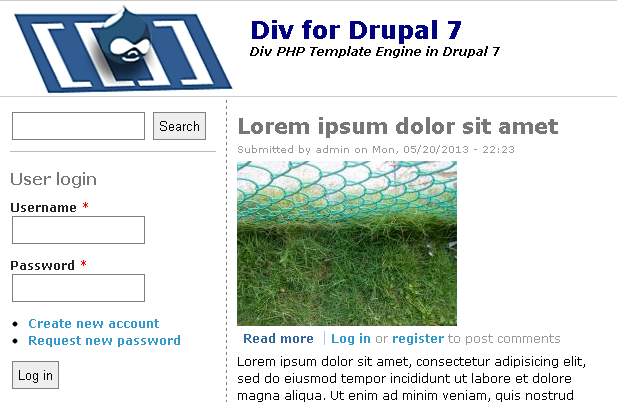 Div for Drupal 7
Div PHP Template Engine in Drupal 7
Search
User login
Username *
Password *
Create new account
Request new password
Log in
Lorem ipsum dolor sit amet
Submitted by admin on Mon, 05/20/2013 - 22:23
Read more Log in or register to post comments
Lorem ipsum dolor sit amet, consectetur adipisicing elit,
sed do eiusmod tempor incididunt ut labore et dolore
magna aliqua. Ut enim ad minim veniam, quis nostrud